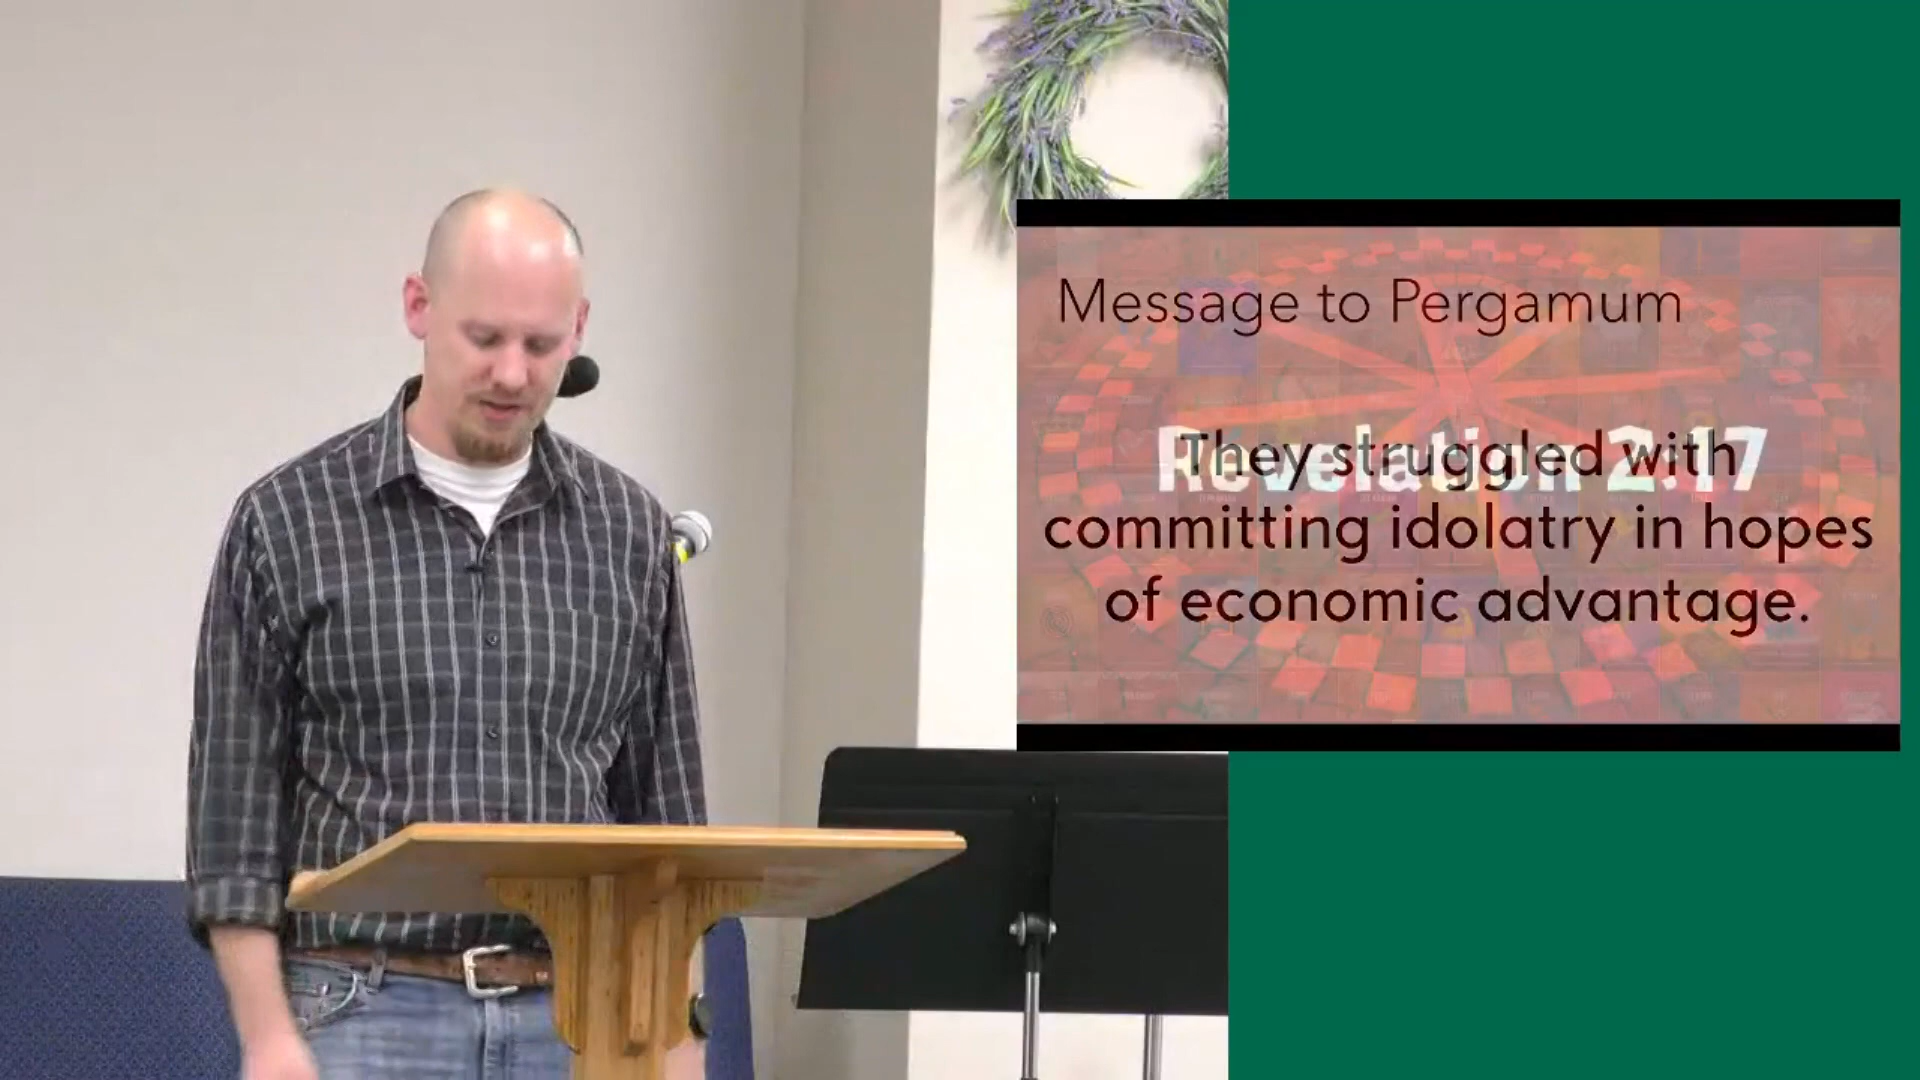 Message to Pergamum
Revelation 2:17
They struggled with
committing idolatry in hopes
of economic advantage.